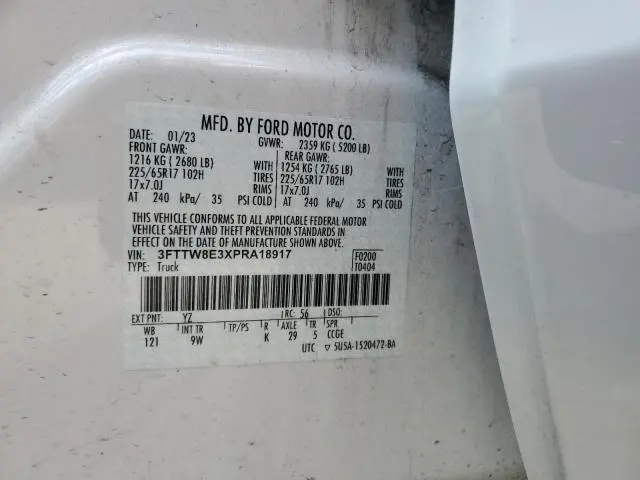 MFD. BY FORD MOTOR CO.
DATE: 01/23 GVWR: 2359 KG ( 5200 LB)
FRONT GAWR: REAR GAWR:
1216 KG ( 2680 LB) WITH 1254 KG ( 2765 LB) WITH
225/65R17 102H TIRES 225/65R17 102H TIRES
17x7.0J RIMS 17x7.0J RIMS
AT 240 kPa/ 35 PSI COLD AT 240 kPa/ 35 PSI COLD
THIS VEHICLE CONFORMS TO ALL APPLICABLE FEDERAL MOTOR
VEHICLE SAFETY AND THEFT PREVENTION STANDARDS IN
EFFECT ON THE DATE OF MANUFACTURE SHOWN ABOVE.
VIN: 3FTTW8E3XPRA18917 F0200
TYPE: Truck T0404
EXT PNT: YZ RC: 56 DSO:
WB INT TR TP/PS R AXLE TR SPR
121 9W K 29 5 CCGE
UTC ▽ 5U5A-1520472-BA